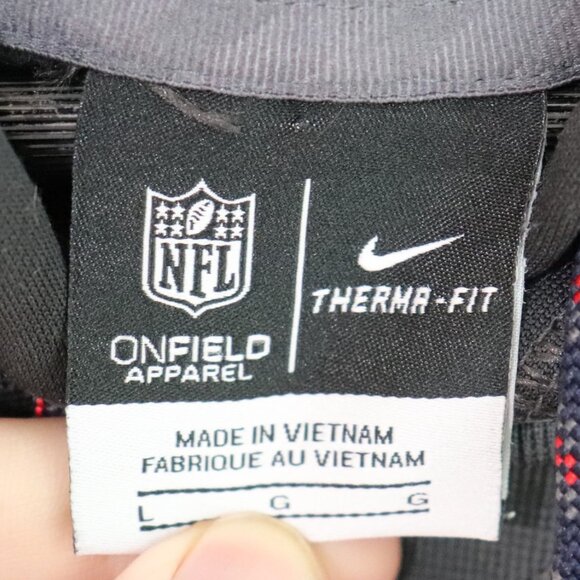 NFL
ONFIELD
APPAREL
THERMA-FIT
MADE IN VIETNAM
FABRIQUE AU VIETNAM
L G G